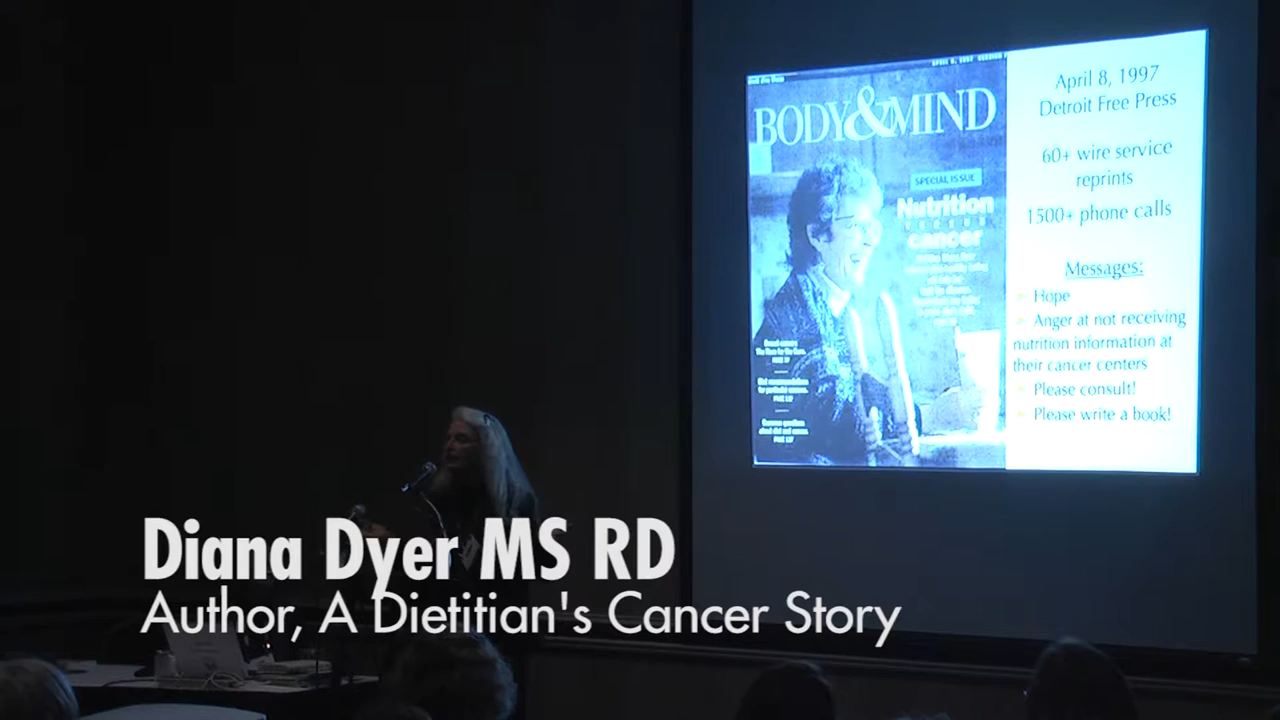 BODY&MIND
SPECIAL ISSUE
Nutrition
VERSUS
cancer
April 8, 1997
Detroit Free Press
60+ wire service
reprints
1500+ phone calls
Messages:
Hope
Anger at not receiving
nutrition information at
their cancer centers
Please consult!
Please write a book!
Diana Dyer MS RD
Author, A Dietitian's Cancer Story